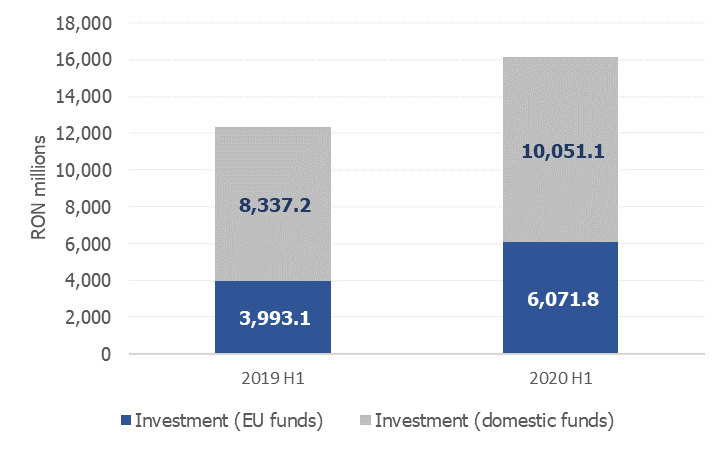 18,000
16,000
14,000
12,000
10,000
8,000
6,000
4,000
2,000
0
RON millions
8,337.2
3,993.1
10,051.1
6,071.8
2019 H1
2020 H1
Investment (EU funds)
Investment (domestic funds)